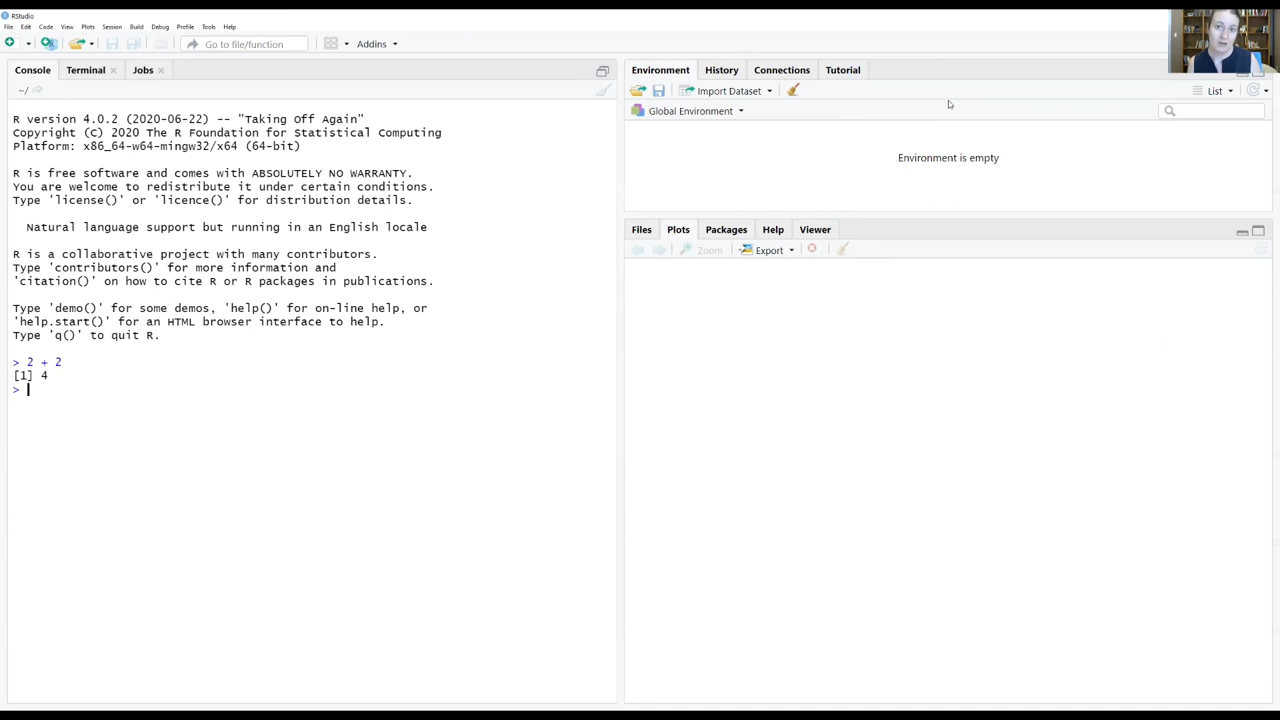 RStudio
File Edit Code View Plots Session Build Debug Profile Tools Help
Go to file/function Addins
Console Terminal Jobs
~/
R version 4.0.2 (2020-06-22) -- "Taking Off Again"
Copyright (c) 2020 The R Foundation for Statistical Computing
Platform: x86_64-w64-mingw32/x64 (64-bit)
R is free software and comes with ABSOLUTELY NO WARRANTY.
You are welcome to redistribute it under certain conditions.
Type 'license()' or 'licence()' for distribution details.
Natural language support but running in an English locale
R is a collaborative project with many contributors.
Type 'contributors()' for more information and
'citation()' on how to cite R or R packages in publications.
Type 'demo()' for some demos, 'help()' for on-line help, or
'help.start()' for an HTML browser interface to help.
Type 'q()' to quit R.
> 2 + 2
[1] 4
>
Environment History Connections Tutorial
Import Dataset List
Global Environment
Environment is empty
Files Plots Packages Help Viewer
Zoom Export